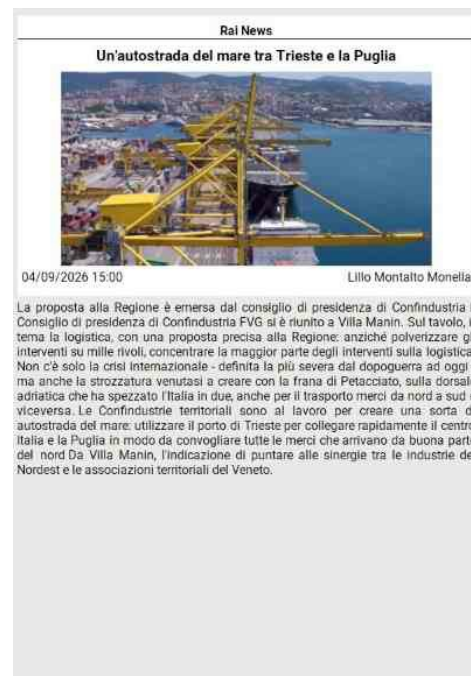 Rai News
Un'autostrada del mare tra Trieste e la Puglia
04/09/2026 15:00 Lillo Montalto Monella
La proposta alla Regione è emersa dal consiglio di presidenza di Confindustria
Consiglio di presidenza di Confindustria FVG si è riunito a Villa Manin. Sul tavolo,
tema la logistica, con una proposta precisa alla Regione: anziché polverizzare
interventi su mille rivoli, concentrare la maggior parte degli interventi sulla logistica
Non c'è solo la crisi internazionale - definita la più severa dal dopoguerra ad oggi
ma anche la strozzatura venutasi a creare con la frana di Petacciato, sulla
adriatica che ha spezzato l'Italia in due, anche per il trasporto merci da nord a sud
viceversa. Le Confindustrie territoriali sono al lavoro per creare una sorta
autostrada del mare: utilizzare il porto di Trieste per collegare rapidamente il
Italia e la Puglia in modo da convogliare tutte le merci che arrivano da buona
del nord Da Villa Manin, l'indicazione di puntare alle sinergie tra le industrie
Nordest e le associazioni territoriali del Veneto.